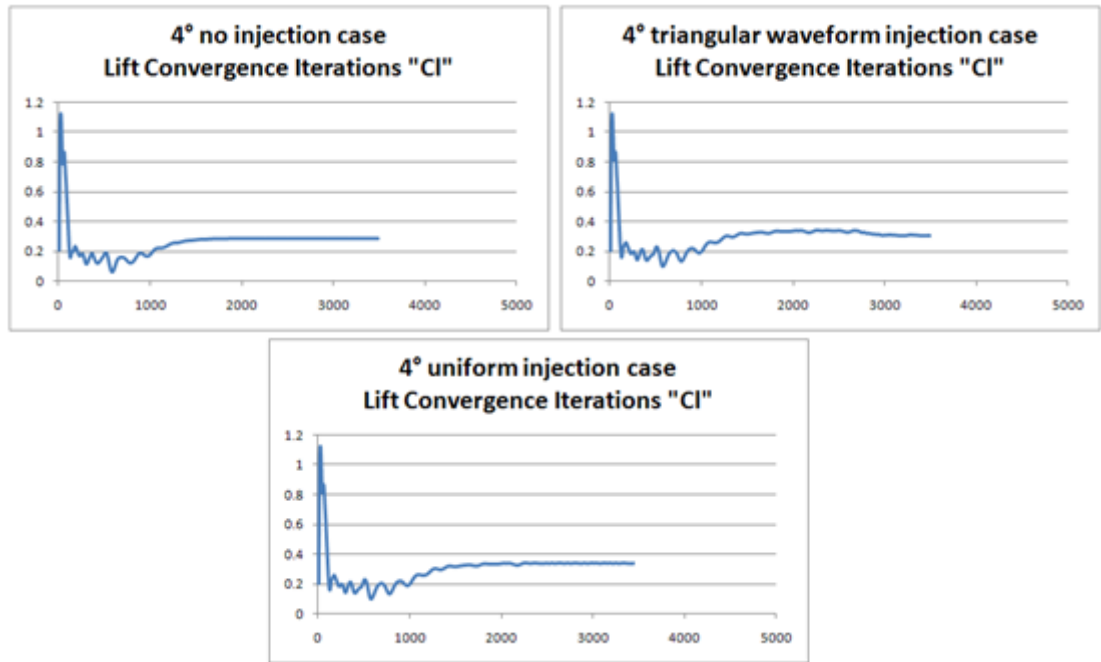 4° no injection case
Lift Convergence Iterations "Cl"
1.2
1
0.8
0.6
0.4
0.2
0
0 1000 2000 3000 4000 5000
4° triangular waveform injection case
Lift Convergence Iterations "Cl"
1.2
1
0.8
0.6
0.4
0.2
0
0 1000 2000 3000 4000 5000
4° uniform injection case
Lift Convergence Iterations "Cl"
1.2
1
0.8
0.6
0.4
0.2
0
0 1000 2000 3000 4000 5000